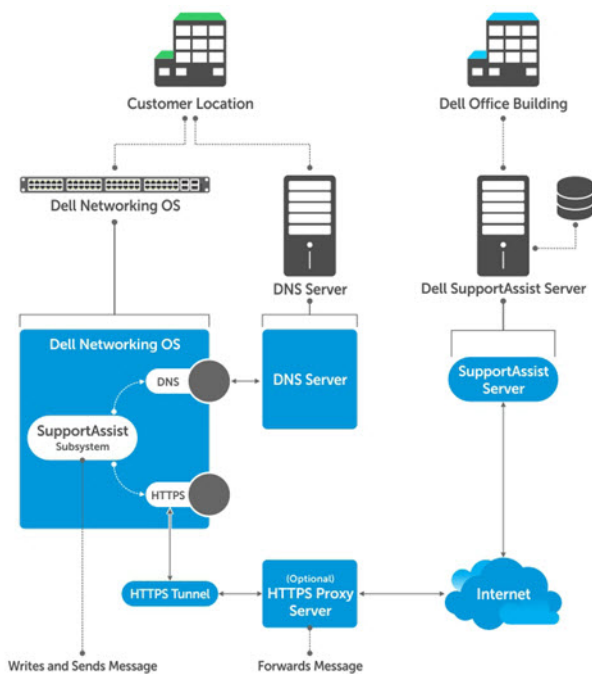 Customer Location
Dell Office Building
Dell Networking OS
DNS Server
Dell SupportAssist Server
Dell Networking OS
DNS
DNS Server
SupportAssist
Server
SupportAssist
Subsystem
HTTPS
HTTPS Tunnel
(Optional)
HTTPS Proxy
Server
Internet
Writes and Sends Message
Forwards Message